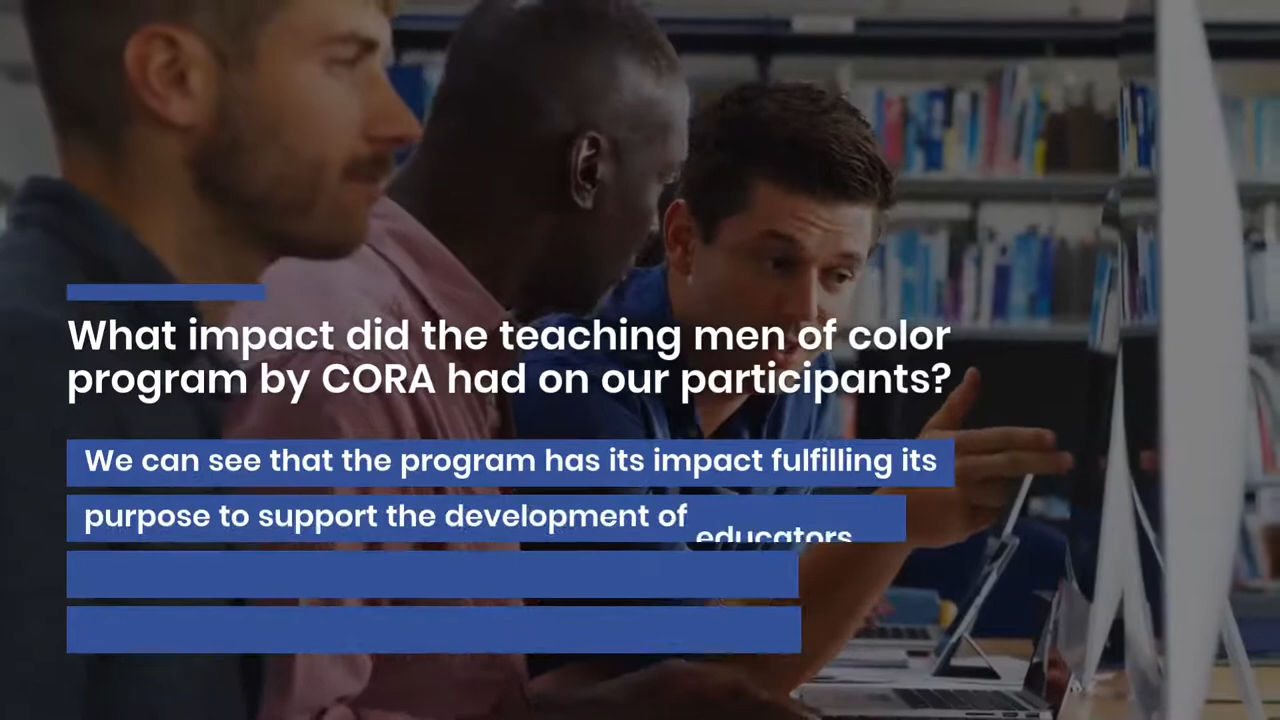 What impact did the teaching men of color
program by CORA had on our participants?
We can see that the program has its impact fulfilling its
purpose to support the development of educators